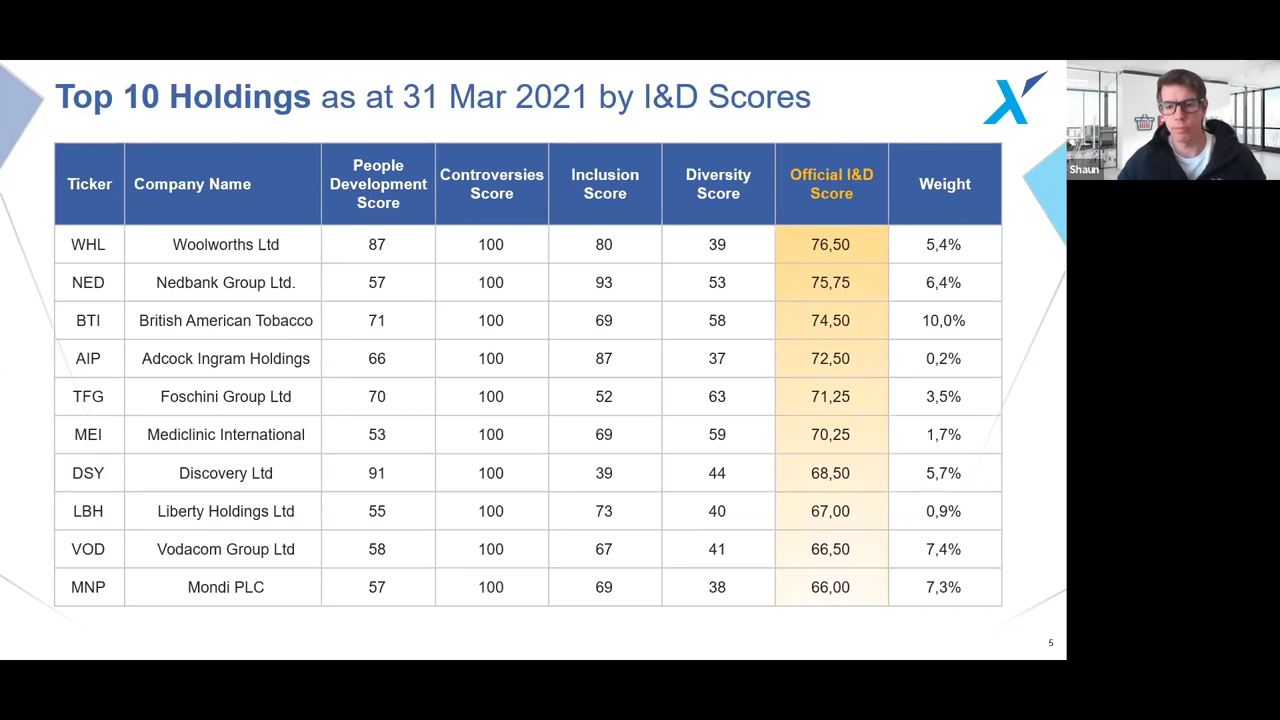 Top 10 Holdings as at 31 Mar 2021 by I&D Scores
Shaun
Ticker Company Name People Development Score Controversies Score Inclusion Score Diversity Score Official I&D Score Weight
WHL Woolworths Ltd 87 100 80 39 76,50 5,4%
NED Nedbank Group Ltd. 57 100 93 53 75,75 6,4%
BTI British American Tobacco 71 100 69 58 74,50 10,0%
AIP Adcock Ingram Holdings 66 100 87 37 72,50 0,2%
TFG Foschini Group Ltd 70 100 52 63 71,25 3,5%
MEI Mediclinic International 53 100 69 59 70,25 1,7%
DSY Discovery Ltd 91 100 39 44 68,50 5,7%
LBH Liberty Holdings Ltd 55 100 73 40 67,00 0,9%
VOD Vodacom Group Ltd 58 100 67 41 66,50 7,4%
MNP Mondi PLC 57 100 69 38 66,00 7,3%
5